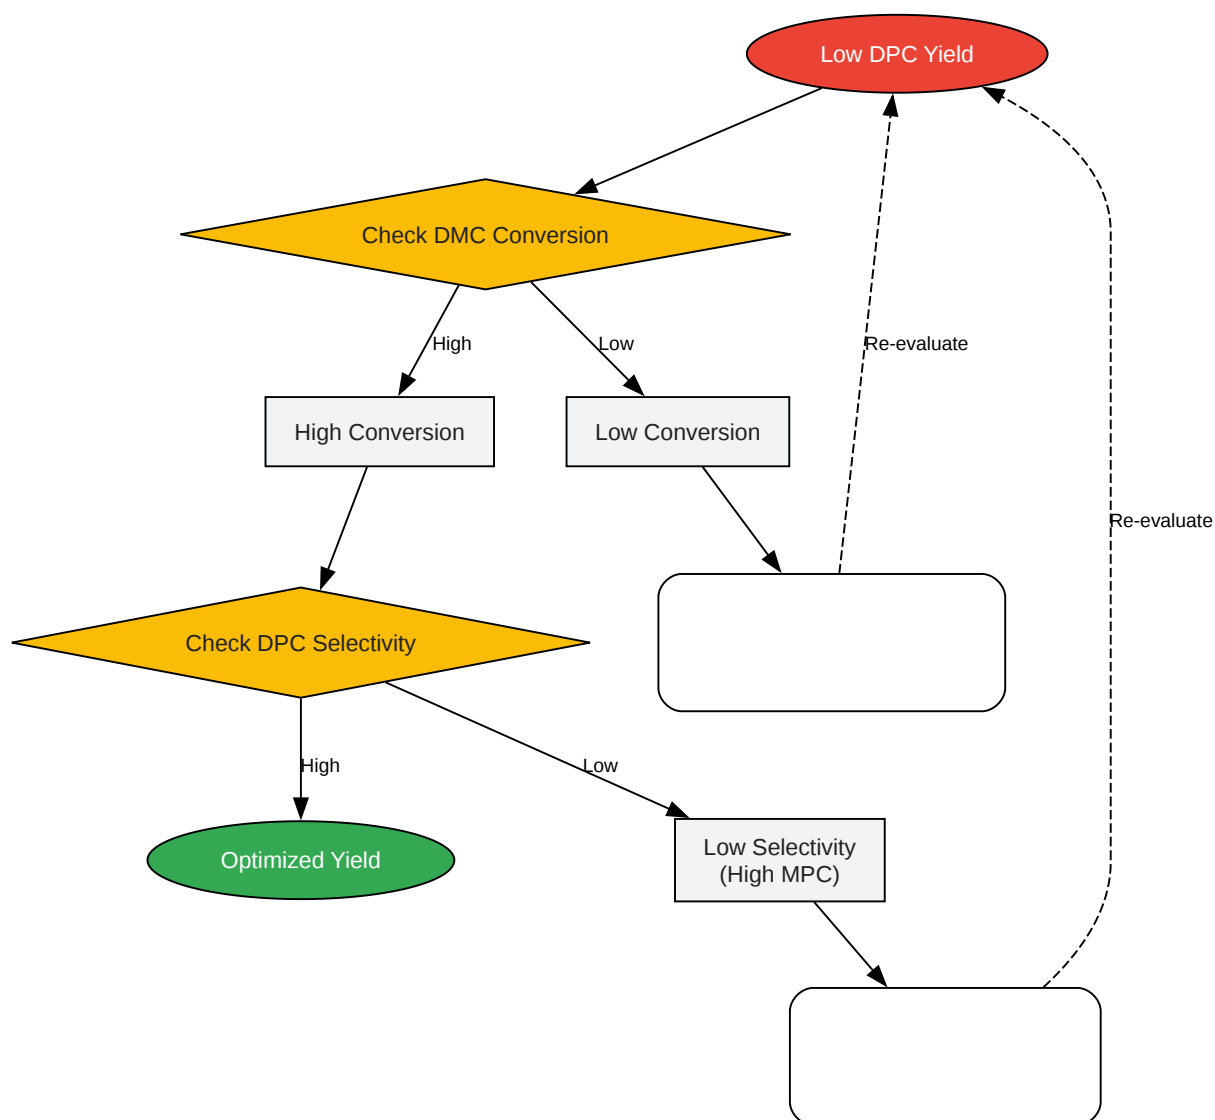 Low DPC Yield
Check DMC Conversion
High
Low
Re-evaluate
High Conversion
Low Conversion
Re-evaluate
Check DPC Selectivity
High
Low
Low Selectivity
(High MPC)
Optimized Yield